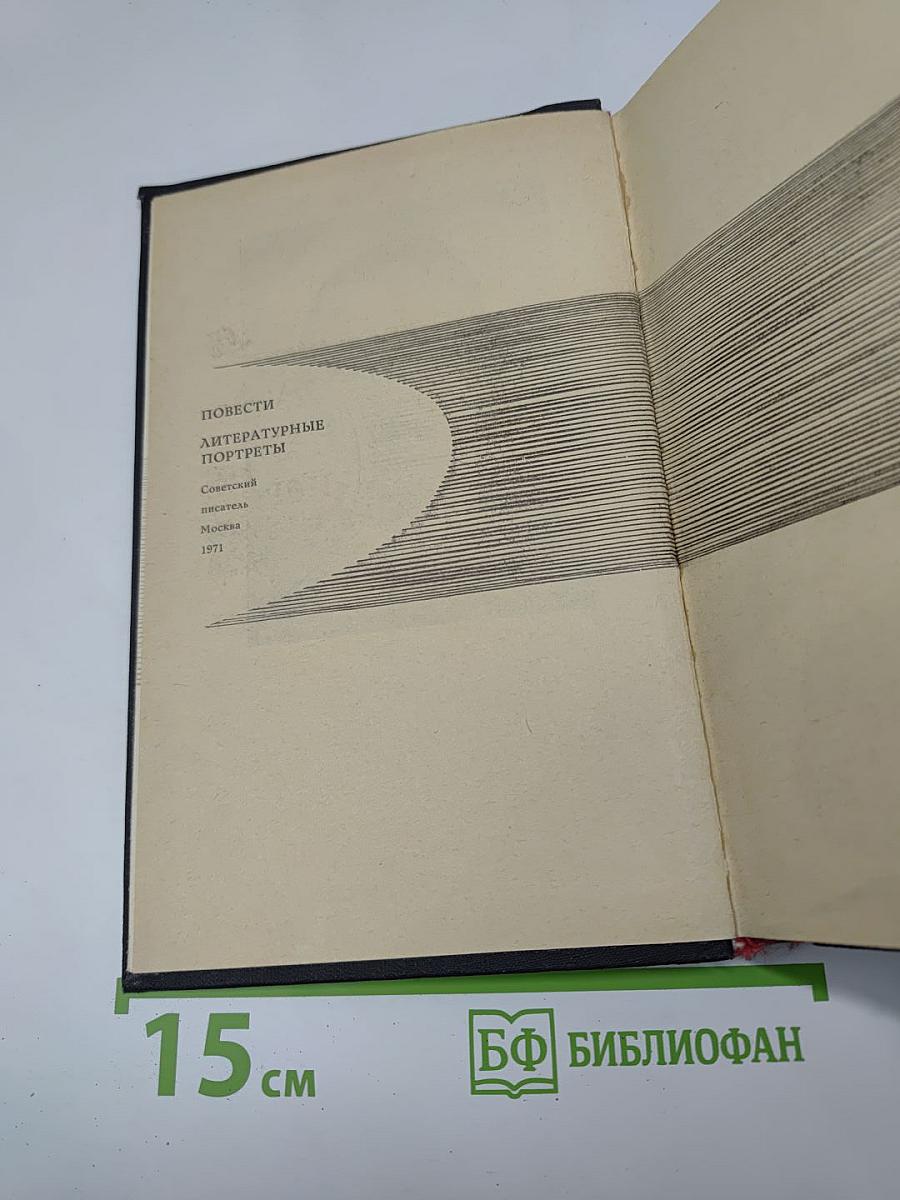 ПОВЕСТИ
ЛИТЕРАТУРНЫЕ
ПОРТРЕТЫ
Советский
писатель
Москва
1971
15 см
БФ БИБЛИОФАН